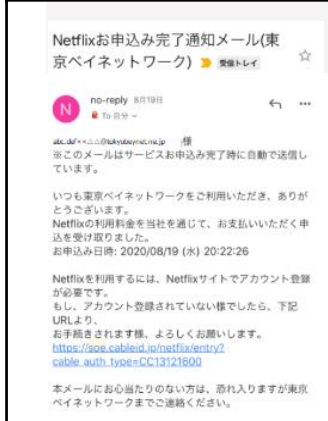 Netflixお申込み完了通知メール(東
京ベイネットワーク) 受信トレイ
N
no-reply 8月19日
To 自分
abc.def××△△@tokyobaynet.ne.jp 様
※このメールはサービスお申込み完了時に自動で送信し
ています。
いつも東京ベイネットワークをご利用いただき、ありが
とうございます。
Netflixの利用料金を当社を通じて、お支払いいただく申
込を受け取りました。
お申込み日時: 2020/08/19 (水) 20:22:26
Netflixを利用するには、Netflixサイトでアカウント登録
が必要です。
もし、アカウント登録されていない様でしたら、下記
URLより、
お手続きされます様、よろしくお願いします。
https://soe.cableid.jp/netflix/entry?
cable_auth_type=CC13121600
本メールにお心当たりのない方は、恐れ入りますが東京
ベイネットワークまでご連絡ください。